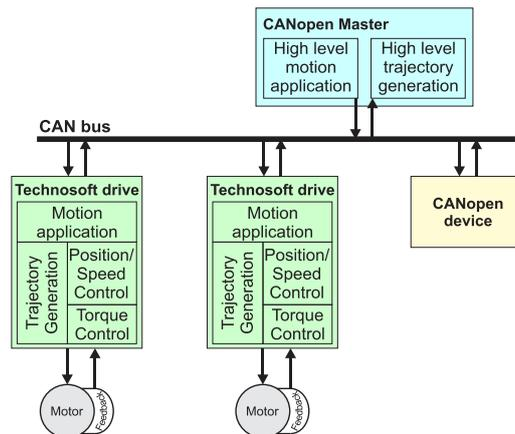 CANopen Master
High level
motion
application
High level
trajectory
generation
CAN bus
Technosoft drive
Motion
application
Trajectory
Generation
Position/
Speed
Control
Torque
Control
Motor
Feedback
Technosoft drive
Motion
application
Trajectory
Generation
Position/
Speed
Control
Torque
Control
Motor
Feedback
CANopen
device